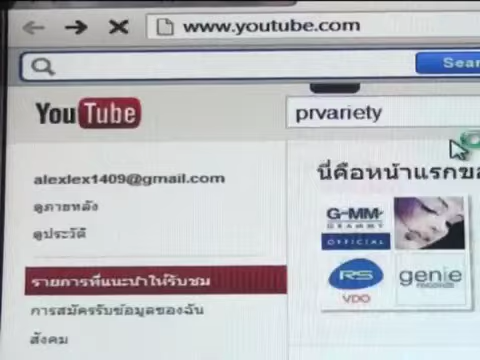 www.youtube.com
Sear
YouTube
prvariety
alexlex1409@gmail.com
ดูภายหลัง
ดูประวัติ
รายการที่แนะนำให้รับชม
การสมัครรับข้อมูลของฉัน
สังคม
นี่คือหน้าแรกขอ
G-MM'
GRAMMY
OFFICIAL
RS
VDO
genie
records